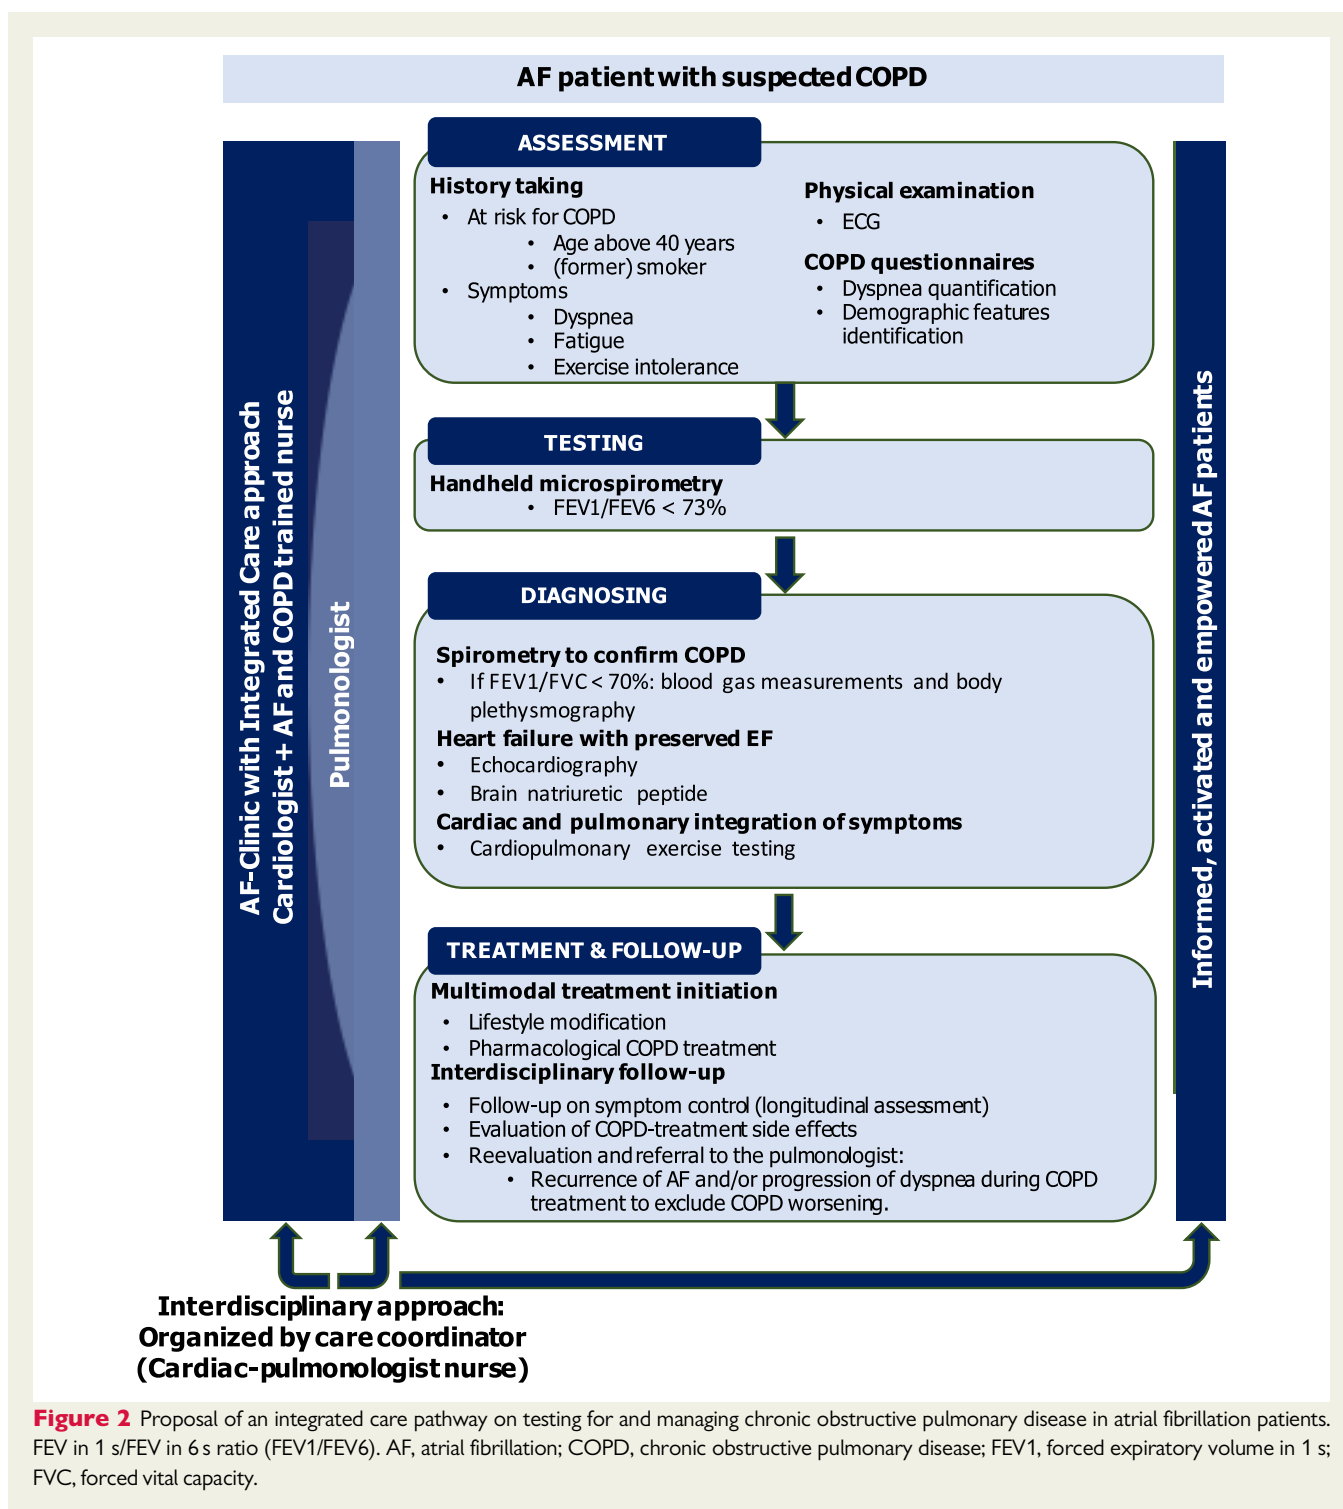 AF patient with suspected COPD
AF-Clinic with Integrated Care approach
Cardiologist + AF and COPD trained nurse
Pulmonologist
ASSESSMENT
History taking
• At risk for COPD
• Age above 40 years
• (former) smoker
• Symptoms
• Dyspnea
• Fatigue
• Exercise intolerance
Physical examination
• ECG
COPD questionnaires
• Dyspnea quantification
• Demographic features
identification
TESTING
Handheld microspirometry
• FEV1/FEV6 < 73%
DIAGNOSING
Spirometry to confirm COPD
• If FEV1/FVC < 70%: blood gas measurements and body
plethysmography
Heart failure with preserved EF
• Echocardiography
• Brain natriuretic peptide
Cardiac and pulmonary integration of symptoms
• Cardiopulmonary exercise testing
TREATMENT & FOLLOW-UP
Multimodal treatment initiation
• Lifestyle modification
• Pharmacological COPD treatment
Interdisciplinary follow-up
• Follow-up on symptom control (longitudinal assessment)
• Evaluation of COPD-treatment side effects
• Reevaluation and referral to the pulmonologist:
• Recurrence of AF and/or progression of dyspnea during COPD
treatment to exclude COPD worsening.
Informed, activated and empowered AF patients
Interdisciplinary approach:
Organized by care coordinator
(Cardiac-pulmonologist nurse)
Figure 2 Proposal of an integrated care pathway on testing for and managing chronic obstructive pulmonary disease in atrial fibrillation patients.
FEV in 1 s/FEV in 6 s ratio (FEV1/FEV6). AF, atrial fibrillation; COPD, chronic obstructive pulmonary disease; FEV1, forced expiratory volume in 1 s;
FVC, forced vital capacity.